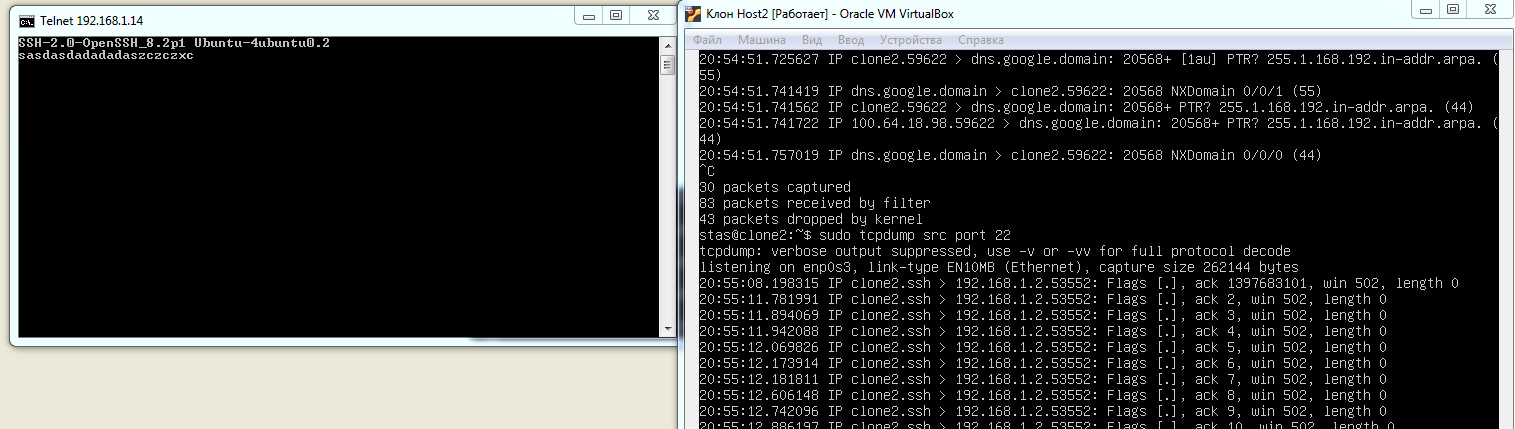 Telnet 192.168.1.14
SSH-2.0-OpenSSH_8.2p1 Ubuntu-4ubuntu0.2
sasdasdadadadaszczczxc
Клон Host2 [Работает] - Oracle VM VirtualBox
Файл Машина Вид Ввод Устройства Справка
20:54:51.725627 IP clone2.59622 > dns.google.domain: 20568+ [1au] PTR? 255.1.168.192.in-addr.arpa. (
55)
20:54:51.741419 IP dns.google.domain > clone2.59622: 20568 NXDomain 0/0/1 (55)
20:54:51.741562 IP clone2.59622 > dns.google.domain: 20568+ PTR? 255.1.168.192.in-addr.arpa. (44)
20:54:51.741722 IP 100.64.18.98.59622 > dns.google.domain: 20568+ PTR? 255.1.168.192.in-addr.arpa. (
44)
20:54:51.757019 IP dns.google.domain > clone2.59622: 20568 NXDomain 0/0/0 (44)
^C
30 packets captured
83 packets received by filter
43 packets dropped by kernel
stas@clone2:~$ sudo tcpdump src port 22
tcpdump: verbose output suppressed, use -v or -vv for full protocol decode
listening on enp0s3, link-type EN10MB (Ethernet), capture size 262144 bytes
20:55:08.198315 IP clone2.ssh > 192.168.1.2.53552: Flags [.], ack 1397683101, win 502, length 0
20:55:11.781991 IP clone2.ssh > 192.168.1.2.53552: Flags [.], ack 2, win 502, length 0
20:55:11.894069 IP clone2.ssh > 192.168.1.2.53552: Flags [.], ack 3, win 502, length 0
20:55:11.942088 IP clone2.ssh > 192.168.1.2.53552: Flags [.], ack 4, win 502, length 0
20:55:12.069826 IP clone2.ssh > 192.168.1.2.53552: Flags [.], ack 5, win 502, length 0
20:55:12.173914 IP clone2.ssh > 192.168.1.2.53552: Flags [.], ack 6, win 502, length 0
20:55:12.181811 IP clone2.ssh > 192.168.1.2.53552: Flags [.], ack 7, win 502, length 0
20:55:12.606148 IP clone2.ssh > 192.168.1.2.53552: Flags [.], ack 8, win 502, length 0
20:55:12.742096 IP clone2.ssh > 192.168.1.2.53552: Flags [.], ack 9, win 502, length 0
20:55:12.886197 IP clone2.ssh > 192.168.1.2.53552: Flags [.], ack 10, win 502, length 0